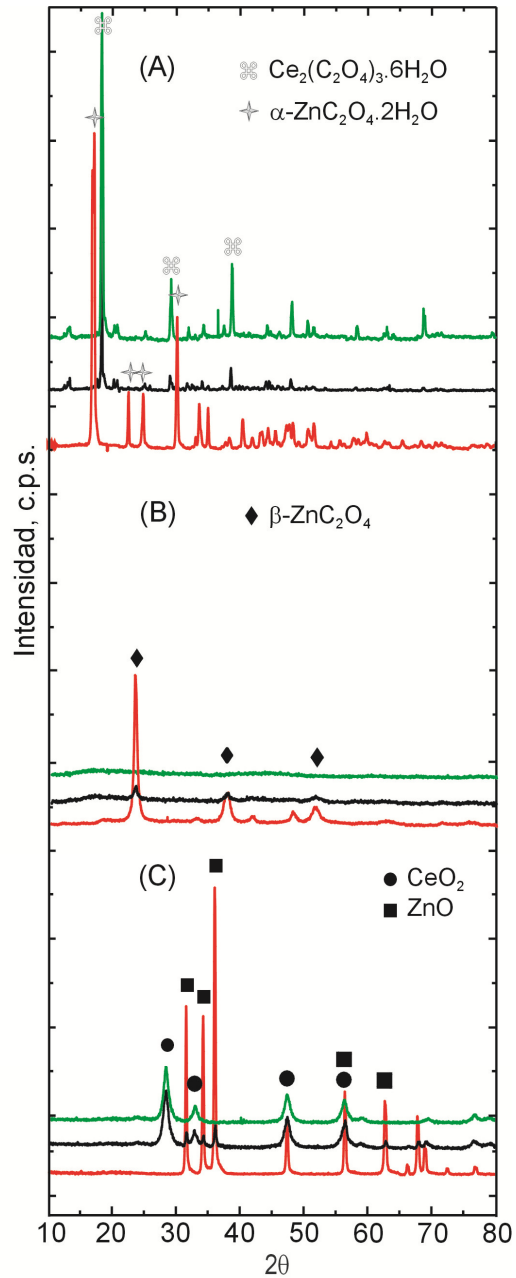 (A)
Ce₂(C₂O₄)₃.6H₂O
α-ZnC₂O₄.2H₂O
Intensidad, c.p.s.
(B)
β-ZnC₂O₄
(C)
CeO₂
ZnO
10 20 30 40 50 60 70 80
2θ